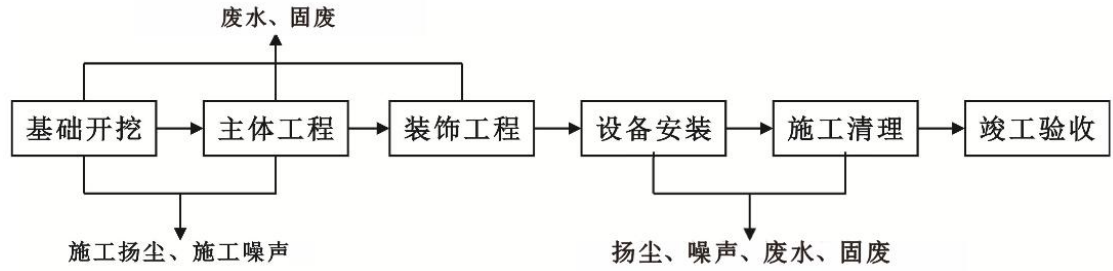 废水、固废
基础开挖 主体工程 装饰工程 设备安装 施工清理 竣工验收
施工扬尘、施工噪声 扬尘、噪声、废水、固废